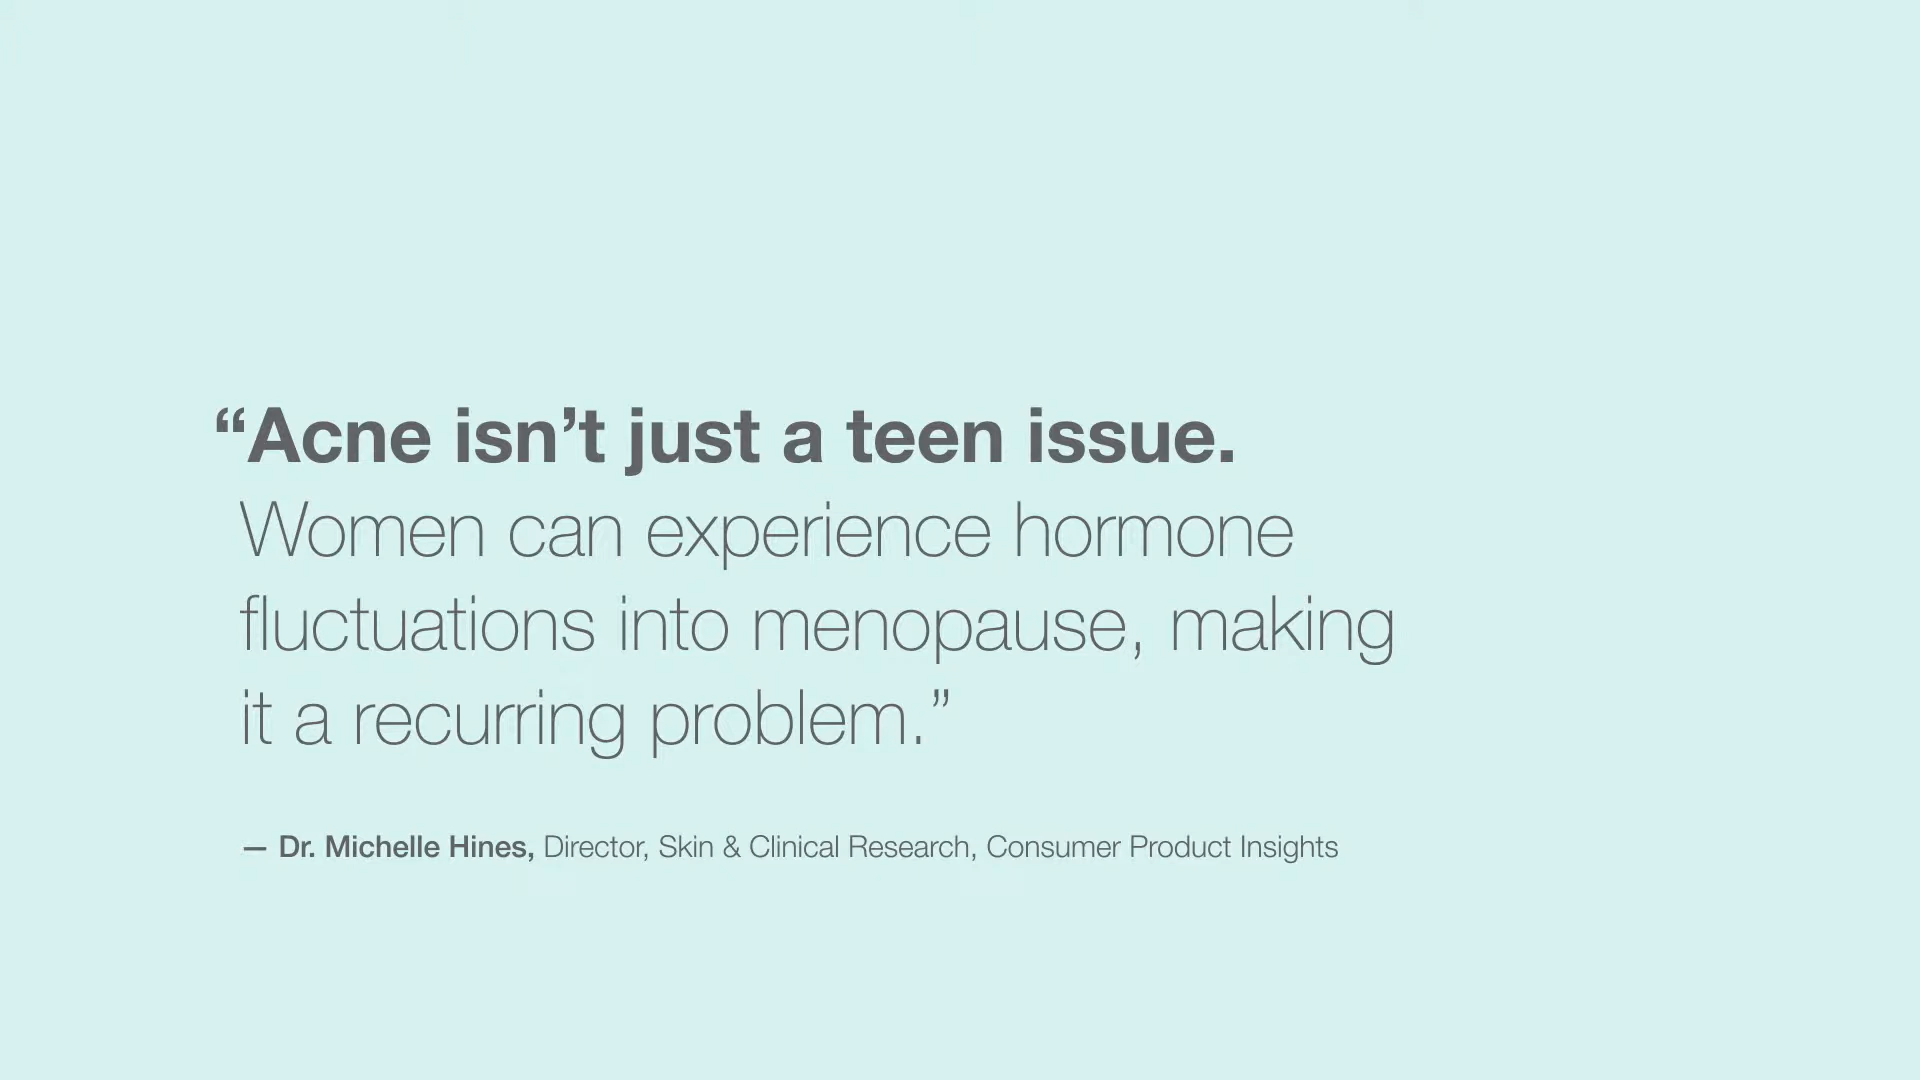 “Acne isn’t just a teen issue.
Women can experience hormone
fluctuations into menopause, making
it a recurring problem.”
— Dr. Michelle Hines, Director, Skin & Clinical Research, Consumer Product Insights